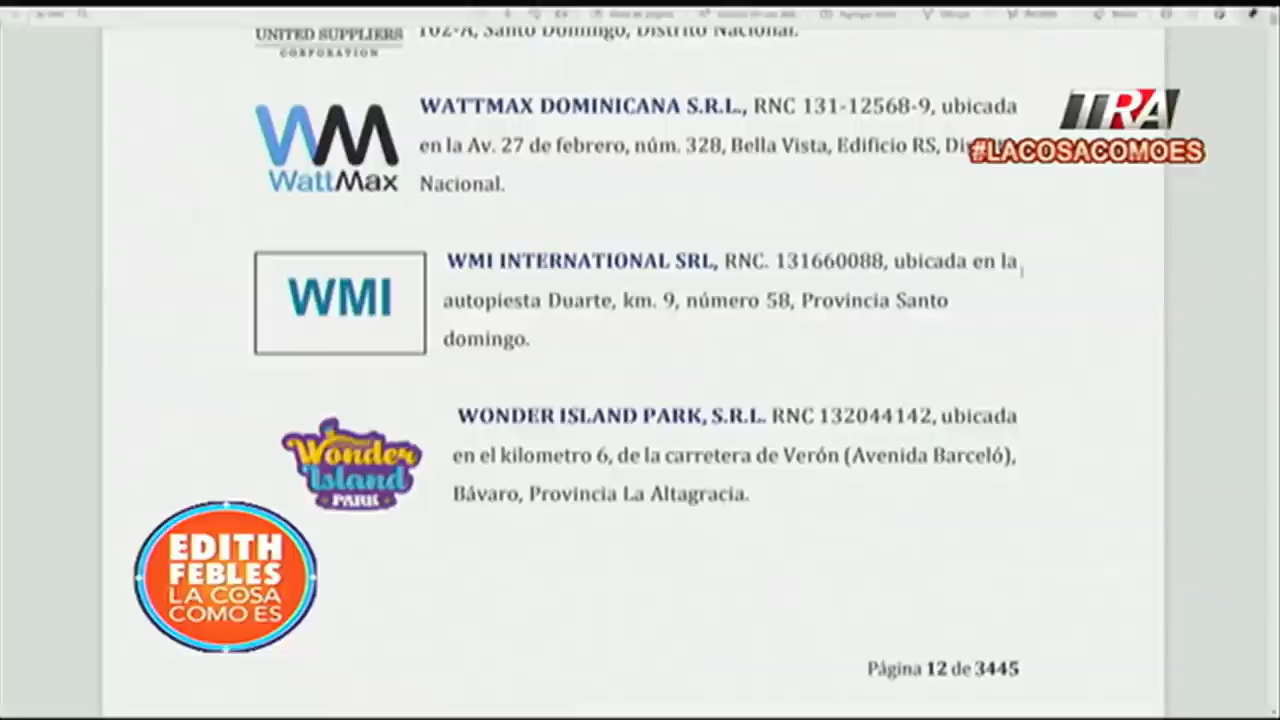 UNITED SUPPLIERS
CORPORATION
102-A, Santo Domingo, Distrito Nacional.
WM
WattMax
WATTMAX DOMINICANA S.R.L., RNC 131-12568-9, ubicada
en la Av. 27 de febrero, núm. 328, Bella Vista, Edificio RS,
Nacional.
TRA
#LACOSACOMOES
WMI
WMI INTERNATIONAL SRL, RNC. 131660088, ubicada en la
autopiesta Duarte, km. 9, número 58, Provincia Santo
domingo.
Wonder
Island
PARK
WONDER ISLAND PARK, S.R.L. RNC 132044142, ubicada
en el kilometro 6, de la carretera de Verón (Avenida Barceló),
Bávaro, Provincia La Altagracia.
EDITH
FEBLES
LA COSA
COMO ES
Página 12 de 3445